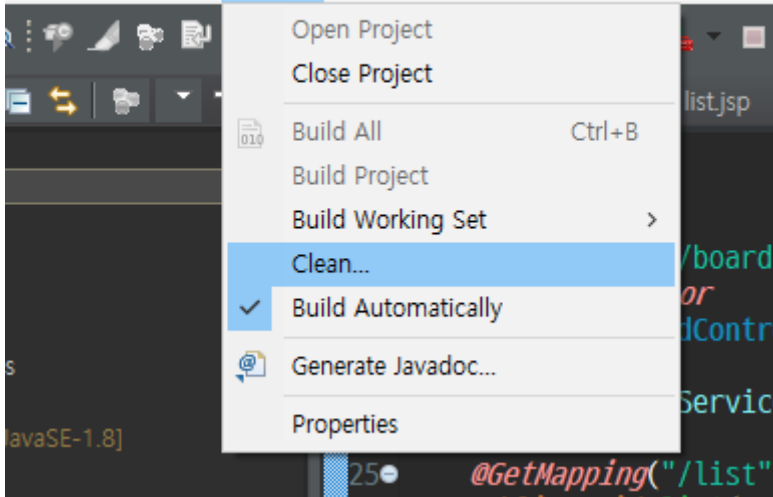 Open Project
Close Project
list.jsp
Build All Ctrl+B
Build Project
Build Working Set >
Clean...
/board
Build Automatically
or
dContr
Generate Javadoc...
s
Servic
Properties
JavaSE-1.8]
25 @GetMapping("/list"